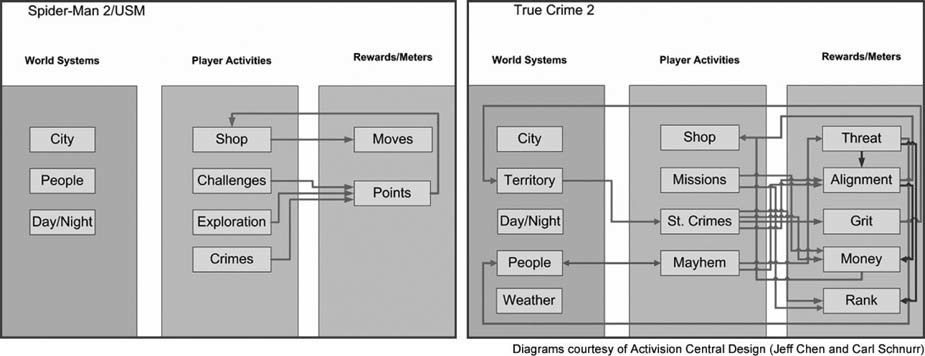 Spider-Man 2/USM
World Systems
Player Activities
Rewards/Meters
City
People
Day/Night
Shop
Challenges
Exploration
Crimes
Moves
Points
True Crime 2
World Systems
Player Activities
Rewards/Meters
City
Territory
Day/Night
People
Weather
Shop
Missions
St. Crimes
Mayhem
Threat
Alignment
Grit
Money
Rank
Diagrams courtesy of Activision Central Design (Jeff Chen and Carl Schnurr)